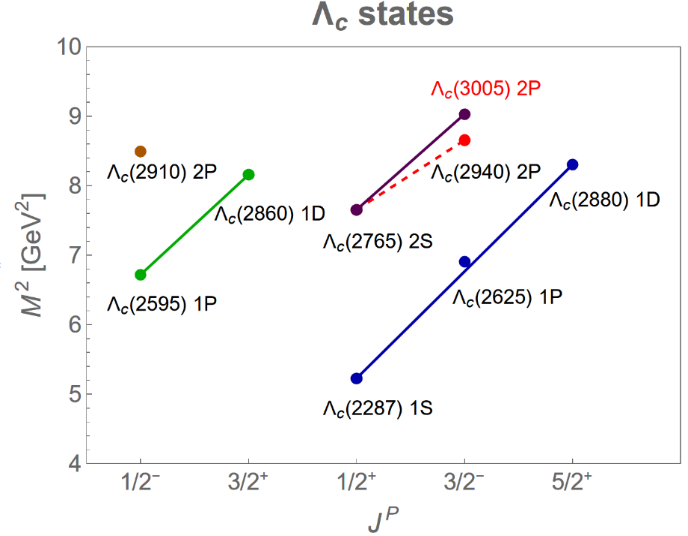 Λc states
10
9
8
7
6
5
4
M² [GeV²]
Λc(3005) 2P
Λc(2910) 2P
Λc(2940) 2P
Λc(2860) 1D
Λc(2880) 1D
Λc(2765) 2S
Λc(2595) 1P
Λc(2625) 1P
Λc(2287) 1S
1/2⁻ 3/2⁺ 1/2⁺ 3/2⁻ 5/2⁺
J^P